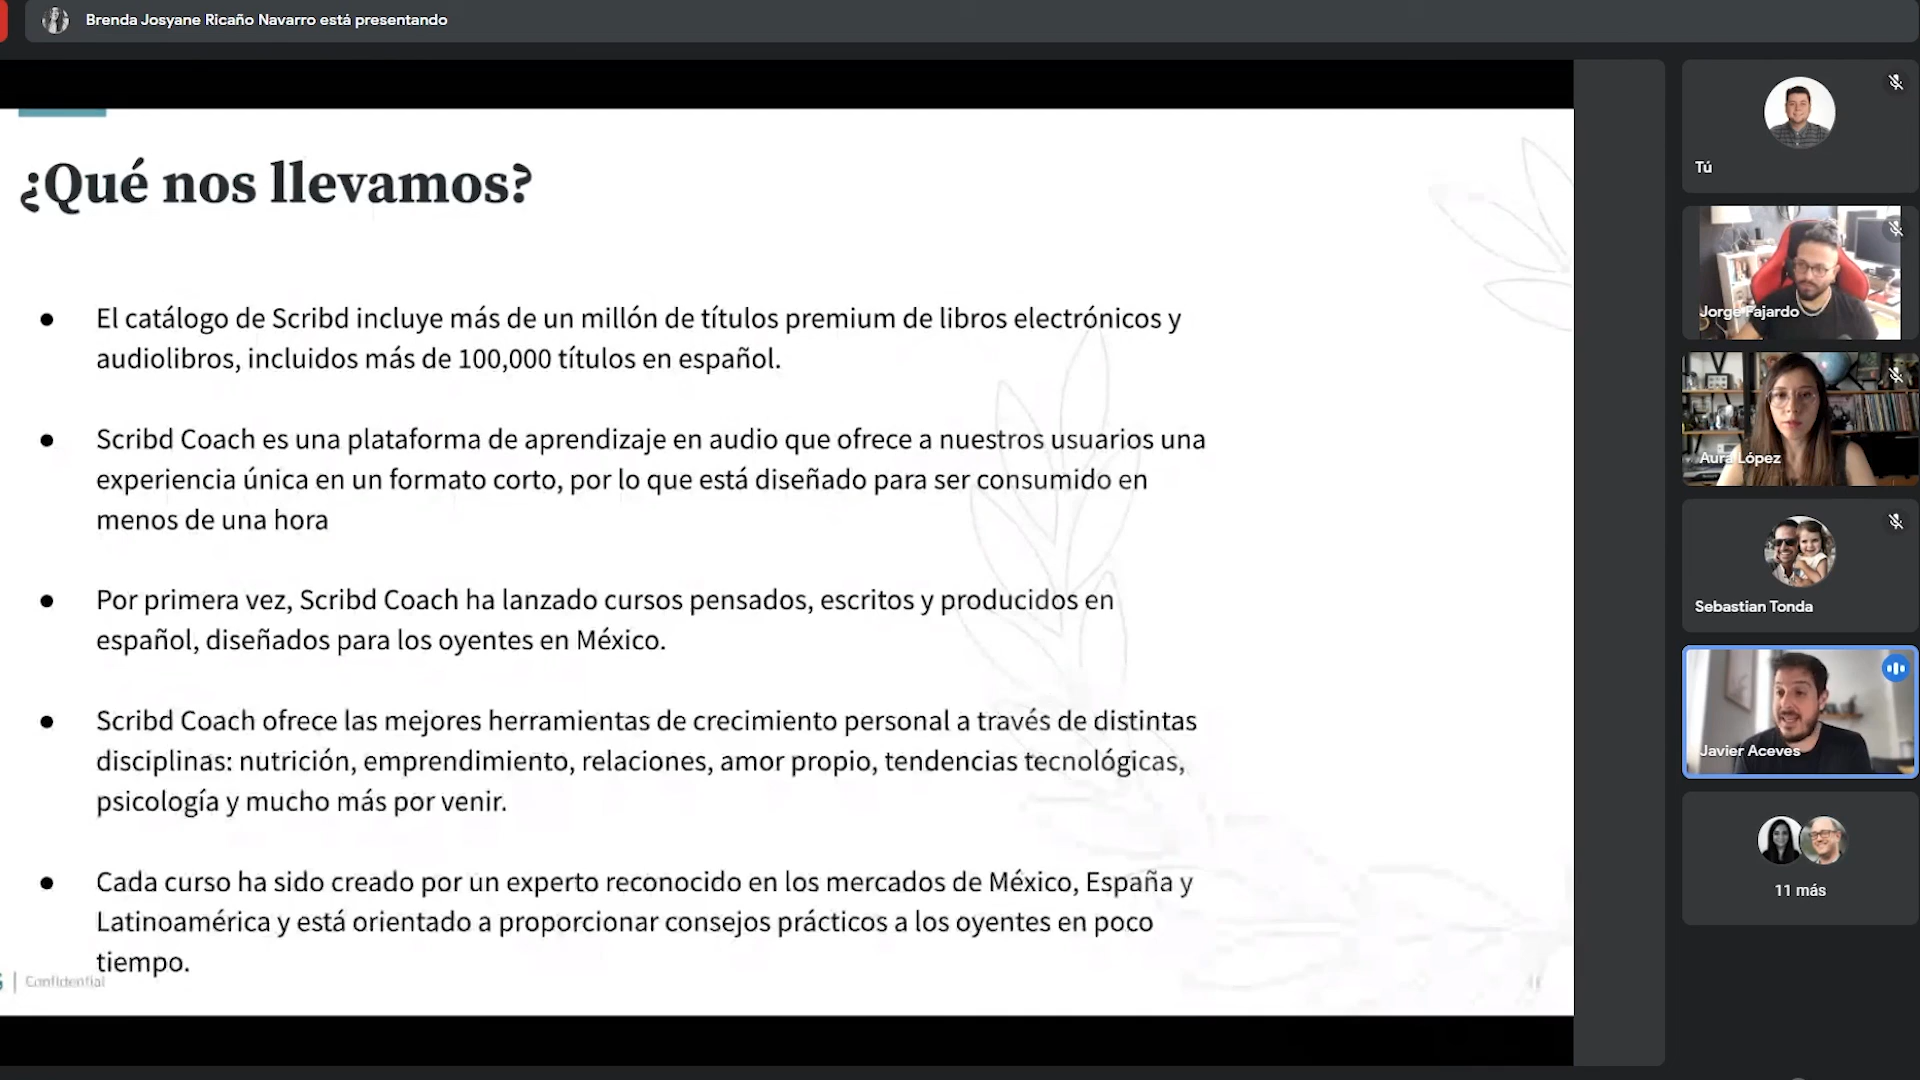 Brenda Josyane Ricaño Navarro está presentando
¿Qué nos llevamos?
● El catálogo de Scribd incluye más de un millón de títulos premium de libros electrónicos y
audiolibros, incluidos más de 100,000 títulos en español.
● Scribd Coach es una plataforma de aprendizaje en audio que ofrece a nuestros usuarios una
experiencia única en un formato corto, por lo que está diseñado para ser consumido en
menos de una hora
● Por primera vez, Scribd Coach ha lanzado cursos pensados, escritos y producidos en
español, diseñados para los oyentes en México.
● Scribd Coach ofrece las mejores herramientas de crecimiento personal a través de distintas
disciplinas: nutrición, emprendimiento, relaciones, amor propio, tendencias tecnológicas,
psicología y mucho más por venir.
● Cada curso ha sido creado por un experto reconocido en los mercados de México, España y
Latinoamérica y está orientado a proporcionar consejos prácticos a los oyentes en poco
tiempo.
| Confidential
Tú
Jorge Fajardo
Aura López
Sebastian Tonda
Javier Aceves
11 más